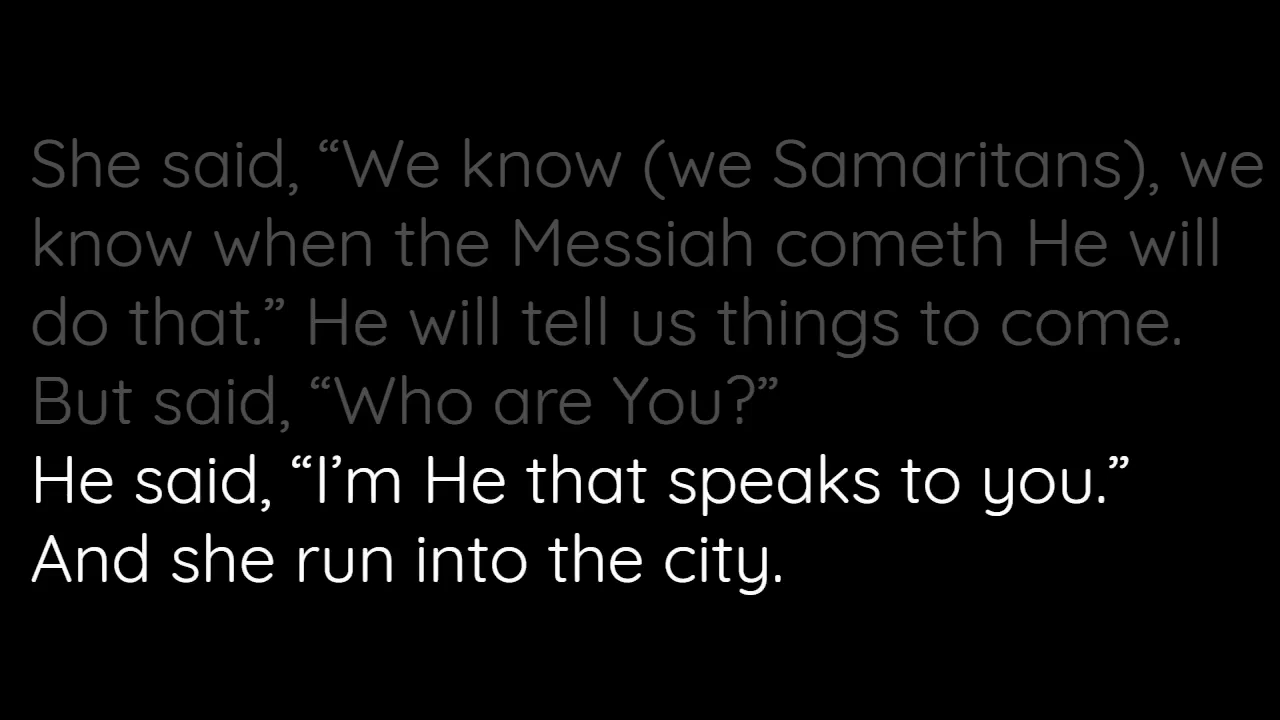 She said, “We know (we Samaritans), we
know when the Messiah cometh He will
do that.” He will tell us things to come.
But said, “Who are You?”
He said, “I’m He that speaks to you.”
And she run into the city.